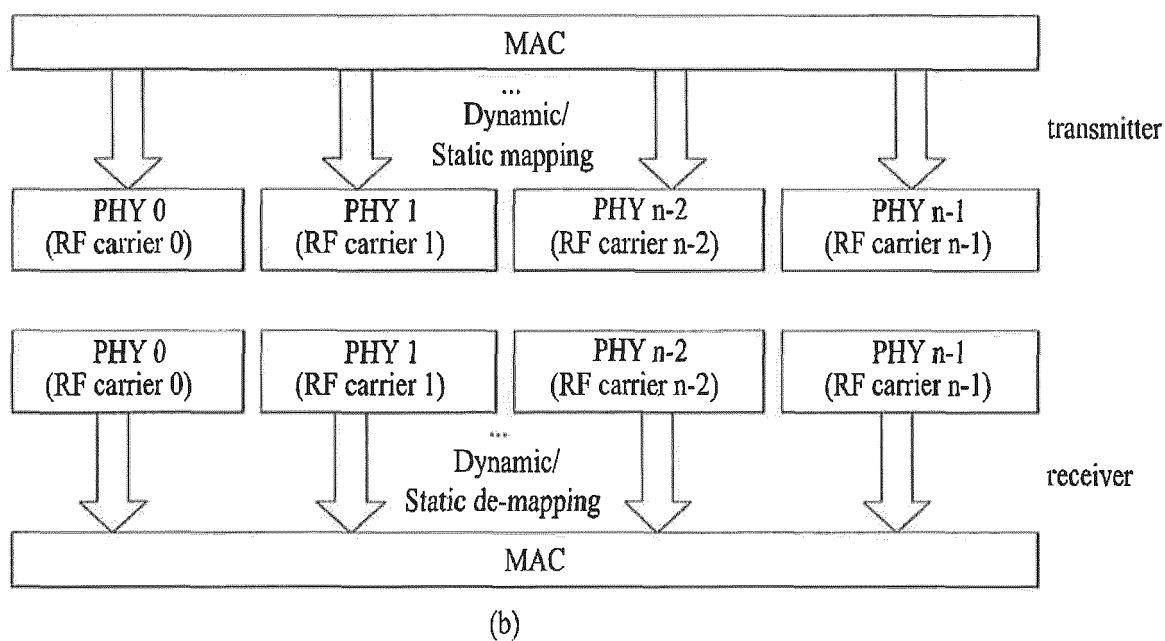 MAC
...
Dynamic/
Static mapping
transmitter
PHY 0
(RF carrier 0)
PHY 1
(RF carrier 1)
PHY n-2
(RF carrier n-2)
PHY n-1
(RF carrier n-1)
PHY 0
(RF carrier 0)
PHY 1
(RF carrier 1)
PHY n-2
(RF carrier n-2)
PHY n-1
(RF carrier n-1)
...
Dynamic/
Static de-mapping
receiver
MAC
(b)